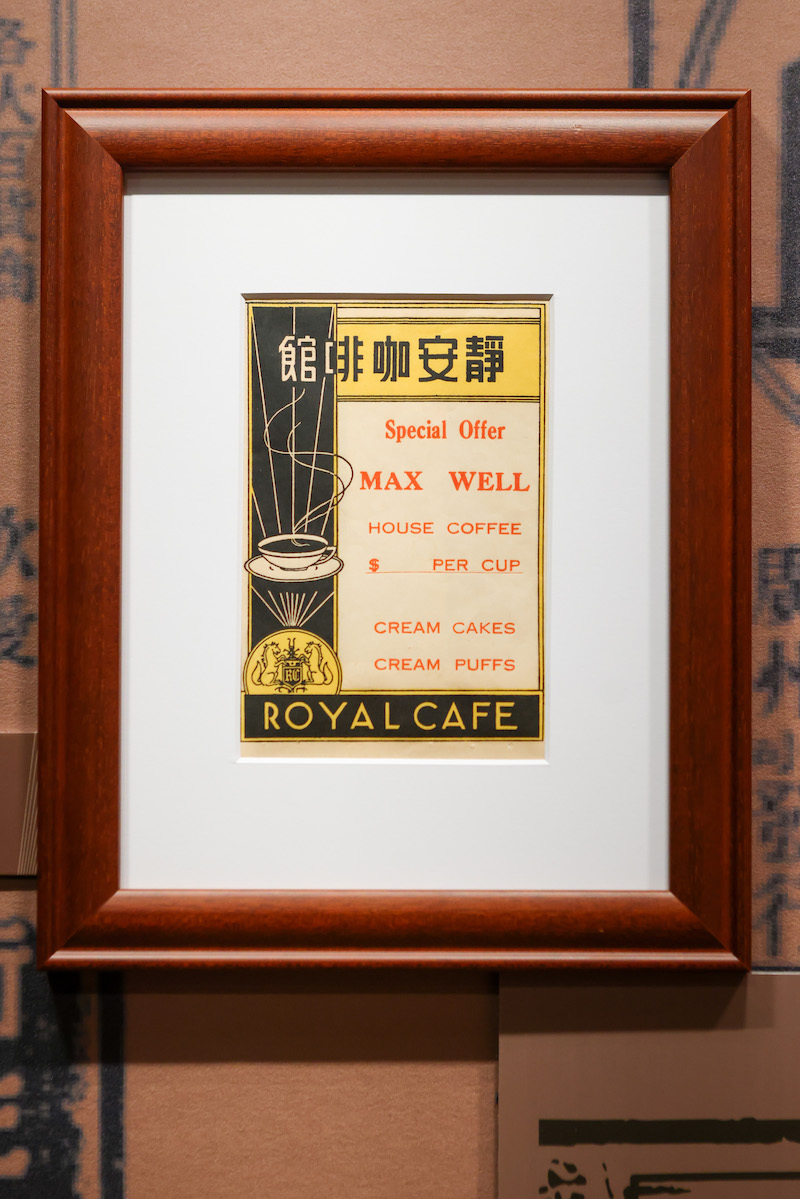 靜安咖啡館
Special Offer
MAX WELL
HOUSE COFFEE
$ PER CUP
CREAM CAKES
CREAM PUFFS
RC
ROYAL CAFE